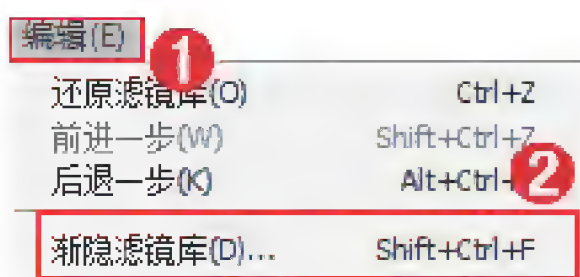 编辑(E)
1
还原滤镜库(O) Ctrl+Z
前进一步(W) Shift+Ctrl+Z
后退一步(K) Alt+Ctrl+
2
渐隐滤镜库(D)... Shift+Ctrl+F